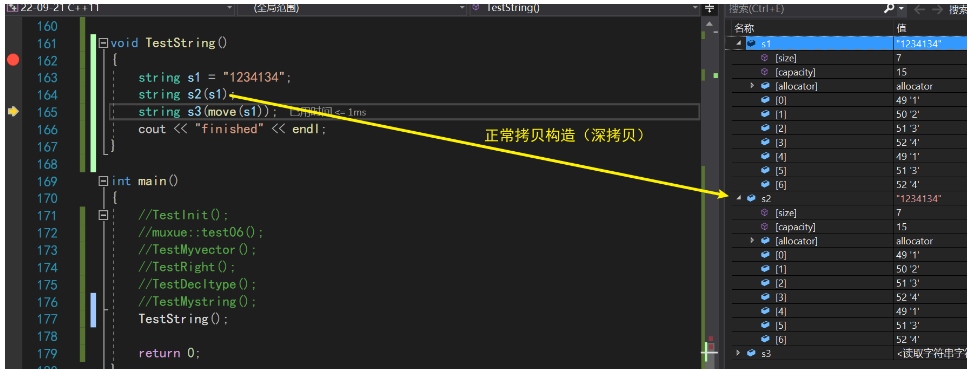 22-09-21 C++11 (全局范围) TestString()
160
161 void TestString()
162 {
163 string s1 = "1234134";
164 string s2(s1);
165 string s3(move(s1)); 已用时间 <= 1ms
166 cout << "finished" << endl;
167 }
168
169 int main()
170 {
171 //TestInit();
172 //muxue::test06();
173 //TestMyvector();
174 //TestRight();
175 //TestDecltype();
176 //TestMystring();
177 TestString();
178
179 return 0;
正常拷贝构造（深拷贝）
搜索(Ctrl+E) 搜索
名称 值
s1 "1234134"
[size] 7
[capacity] 15
[allocator] allocator
[0] 49 '1'
[1] 50 '2'
[2] 51 '3'
[3] 52 '4'
[4] 49 '1'
[5] 51 '3'
[6] 52 '4'
s2 "1234134"
[size] 7
[capacity] 15
[allocator] allocator
[0] 49 '1'
[1] 50 '2'
[2] 51 '3'
[3] 52 '4'
[4] 49 '1'
[5] 51 '3'
[6] 52 '4'
s3 <读取字符串字